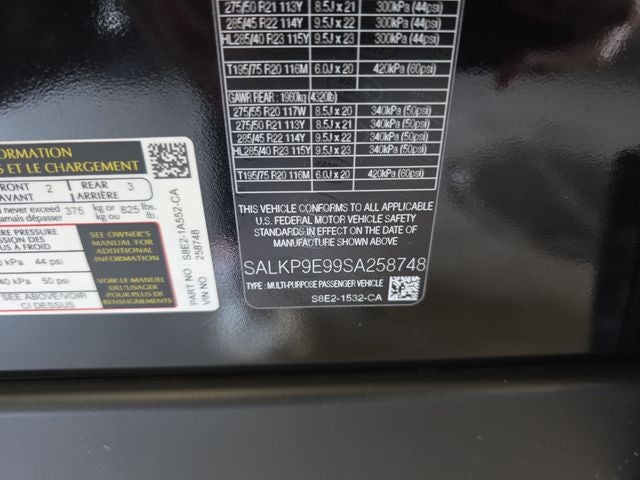 275/50 R21 113Y 8.5J x 21 300kPa (44psi)
285/45 R22 114Y 9.5J x 22 300kPa (44psi)
HL285/40 R23 115Y 9.5J x 23 300kPa (44psi)
T195/75 R20 116M 6.0J x 20 420kPa (60psi)
GAWR REAR : 1960kg (4320lb)
275/55 R20 117W 8.5J x 20 340kPa (50psi)
275/50 R21 113Y 8.5J x 21 340kPa (50psi)
285/45 R22 114Y 9.5J x 22 340kPa (50psi)
HL285/40 R23 115Y 9.5J x 23 340kPa (50psi)
T195/75 R20 116M 6.0J x 20 420kPa (60psi)
THIS VEHICLE CONFORMS TO ALL APPLICABLE
U.S. FEDERAL MOTOR VEHICLE SAFETY
STANDARDS IN EFFECT ON THE DATE OF
MANUFACTURE SHOWN ABOVE
SALKP9E99SA258748
TYPE : MULTI-PURPOSE PASSENGER VEHICLE
S8E2-1532-CA
FORMATION
ET LE CHARGEMENT
FRONT 2 REAR 3
AVANT ARRIÈRE
never exceed 375 kg or 825 lbs.
jamais dépasser kg ou lb.
PRESSURE
PRESSION DES
À FROID
kPa 44 psi
40 kPa 50 psi
SEE ABOVE/VOIR
CI DESSUS
SEE OWNER'S
MANUAL FOR
ADDITIONAL
INFORMATION
VOIR LE MANUEL
DE L'USAGER
POUR PLUS DE
RENSEIGNEMENTS
PART NO S8E2-1A552-CA
VIN NO 258748